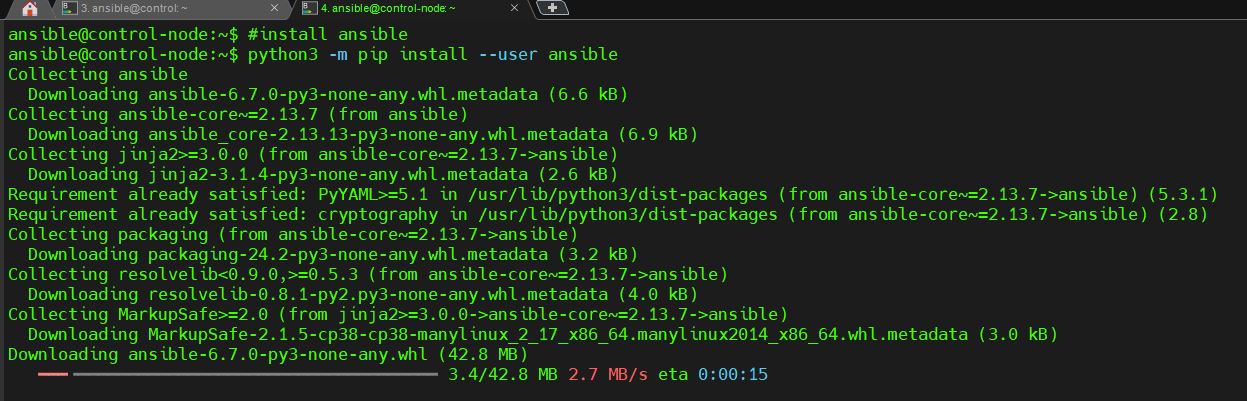 3. ansible@control: ~
4. ansible@control-node: ~
ansible@control-node:~$ #install ansible
ansible@control-node:~$ python3 -m pip install --user ansible
Collecting ansible
  Downloading ansible-6.7.0-py3-none-any.whl.metadata (6.6 kB)
Collecting ansible-core~=2.13.7 (from ansible)
  Downloading ansible_core-2.13.13-py3-none-any.whl.metadata (6.9 kB)
Collecting jinja2>=3.0.0 (from ansible-core~=2.13.7->ansible)
  Downloading jinja2-3.1.4-py3-none-any.whl.metadata (2.6 kB)
Requirement already satisfied: PyYAML>=5.1 in /usr/lib/python3/dist-packages (from ansible-core~=2.13.7->ansible) (5.3.1)
Requirement already satisfied: cryptography in /usr/lib/python3/dist-packages (from ansible-core~=2.13.7->ansible) (2.8)
Collecting packaging (from ansible-core~=2.13.7->ansible)
  Downloading packaging-24.2-py3-none-any.whl.metadata (3.2 kB)
Collecting resolvelib<0.9.0,>=0.5.3 (from ansible-core~=2.13.7->ansible)
  Downloading resolvelib-0.8.1-py2.py3-none-any.whl.metadata (4.0 kB)
Collecting MarkupSafe>=2.0 (from jinja2>=3.0.0->ansible-core~=2.13.7->ansible)
  Downloading MarkupSafe-2.1.5-cp38-cp38-manylinux_2_17_x86_64.manylinux2014_x86_64.whl.metadata (3.0 kB)
Downloading ansible-6.7.0-py3-none-any.whl (42.8 MB)
3.4/42.8 MB 2.7 MB/s eta 0:00:15